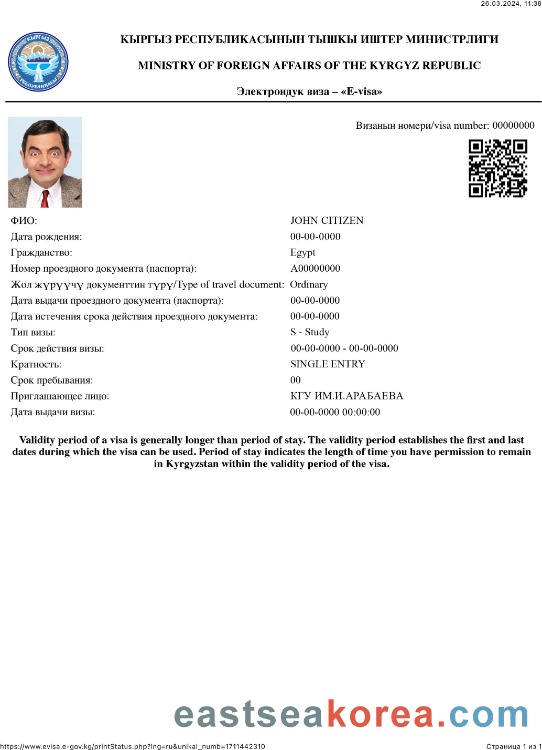 26.03.2024, 11:38
КЫРГЫЗ РЕСПУБЛИКАСЫНЫН ТЫШКЫ ИШТЕР МИНИСТРЛИГИ
MINISTRY OF FOREIGN AFFAIRS OF THE KYRGYZ REPUBLIC
Электрондук виза – «E-visa»
Визанын номери/visa number: 00000000
ФИО: JOHN CITIZEN
Дата рождения: 00-00-0000
Гражданство: Egypt
Номер проездного документа (паспорта): A00000000
Жол жүрүүчү документтин түрү/Type of travel document: Ordinary
Дата выдачи проездного документа (паспорта): 00-00-0000
Дата истечения срока действия проездного документа: 00-00-0000
Тип визы: S - Study
Срок действия визы: 00-00-0000 - 00-00-0000
Кратность: SINGLE ENTRY
Срок пребывания: 00
Приглашающее лицо: КГУ ИМ.И.АРАБАЕВА
Дата выдачи визы: 00-00-0000 00:00:00
Validity period of a visa is generally longer than period of stay. The validity period establishes the first and last
dates during which the visa can be used. Period of stay indicates the length of time you have permission to remain
in Kyrgyzstan within the validity period of the visa.
eastseakorea.com
https://www.evisa.e-gov.kg/printStatus.php?lng=ru&unikal_numb=1711442310
Страница 1 из 1